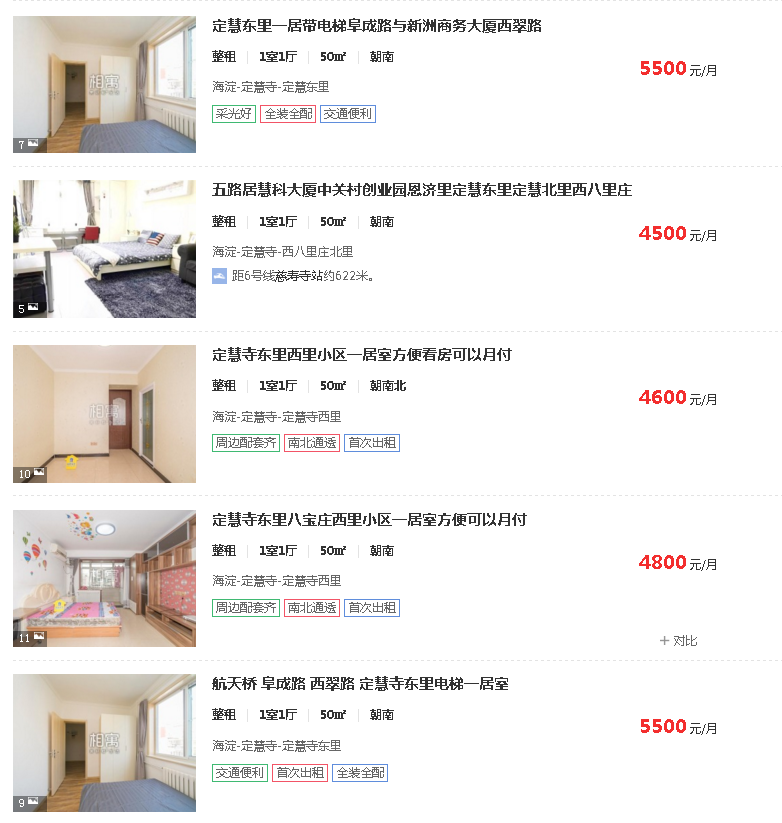 定慧东里一居带电梯阜成路与新洲商务大厦西翠路
整租 1室1厅 50㎡ 朝南
5500 元/月
海淀-定慧寺-定慧东里
采光好 全装全配 交通便利
相寓
7
五路居慧科大厦中关村创业园恩济里定慧东里定慧北里西八里庄
整租 1室1厅 50㎡ 朝南
4500 元/月
海淀-定慧寺-西八里庄北里
距6号线慈寿寺站约622米。
5
定慧寺东里西里小区一居室方便看房可以月付
整租 1室1厅 50㎡ 朝南北
4600 元/月
海淀-定慧寺-定慧寺西里
周边配套齐 南北通透 首次出租
相寓
10
定慧寺东里八宝庄西里小区一居室方便可以月付
整租 1室1厅 50㎡ 朝南
4800 元/月
海淀-定慧寺-定慧寺西里
周边配套齐 南北通透 首次出租
相寓
11
+ 对比
航天桥 阜成路 西翠路 定慧寺东里电梯一居室
整租 1室1厅 50㎡ 朝南
5500 元/月
海淀-定慧寺-定慧寺东里
交通便利 首次出租 全装全配
相寓
9